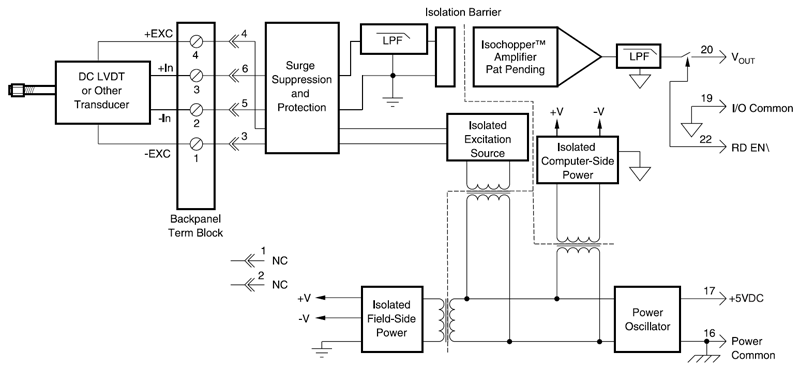 Isolation Barrier
+EXC
4
4
+In
3
6
-In
2
5
-EXC
1
3
DC LVDT
or Other
Transducer
Backpanel
Term Block
Surge
Suppression
and
Protection
LPF
Isochopper™
Amplifier
Pat Pending
LPF
20
VOUT
19
I/O Common
22
RD EN\
Isolated
Excitation
Source
+V
-V
Isolated
Computer-Side
Power
1
NC
2
NC
+V
-V
Isolated
Field-Side
Power
Power
Oscillator
17
+5VDC
16
Power
Common